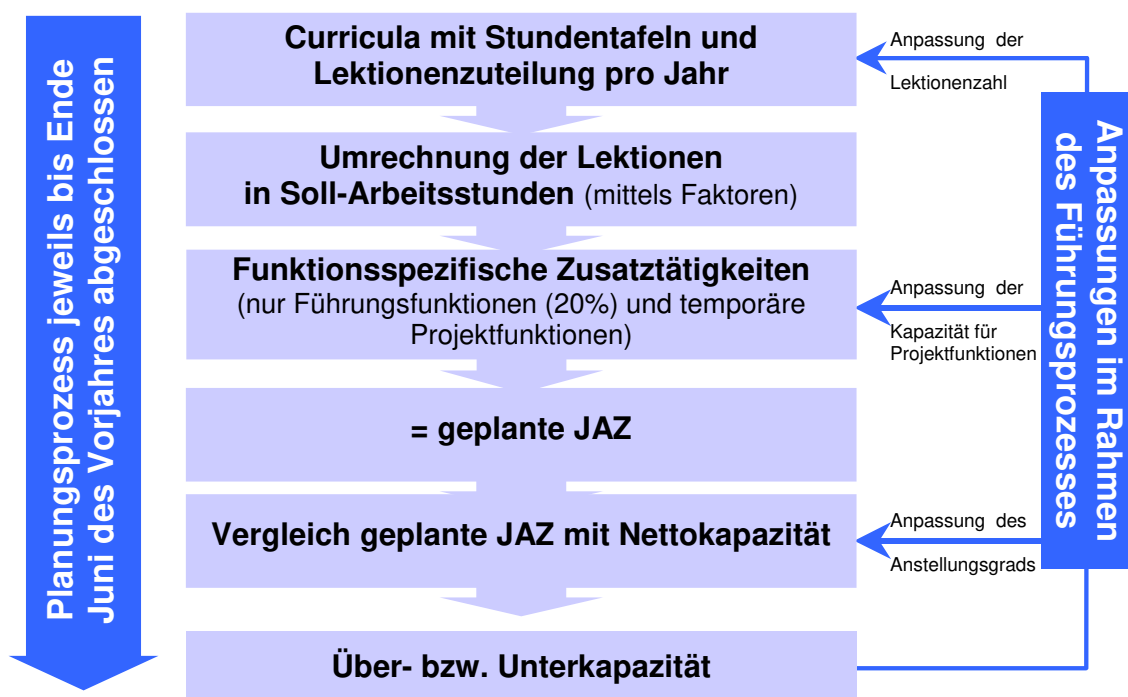 Planungsprozess jeweils bis Ende
Juni des Vorjahres abgeschlossen
Curricula mit Stundentafeln und
Lektionenzuteilung pro Jahr
Umrechnung der Lektionen
in Soll-Arbeitsstunden (mittels Faktoren)
Funktionsspezifische Zusatztätigkeiten
(nur Führungsfunktionen (20%) und temporäre
Projektfunktionen)
= geplante JAZ
Vergleich geplante JAZ mit Nettokapazität
Über- bzw. Unterkapazität
Anpassung der
Lektionenzahl
Anpassung der
Kapazität für
Projektfunktionen
Anpassung des
Anstellungsgrads
Anpassungen im Rahmen
des Führungsprozesses